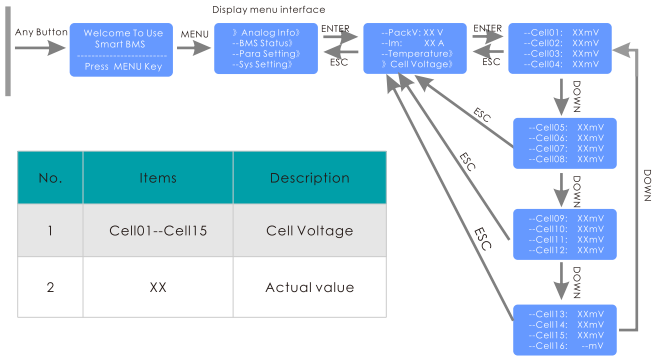 Display menu interface
Any Button
Welcome To Use
Smart BMS
Press MENU Key
MENU
》Analog Info》
--BMS Status》
--Para Setting》
--Sys Setting》
ENTER
ESC
--PackV: XX V
--Im: XX A
--Temperature》
》Cell Voltage》
ENTER
ESC
--Cell01: XXmV
--Cell02: XXmV
--Cell03: XXmV
--Cell04: XXmV
DOWN
ESC
--Cell05: XXmV
--Cell06: XXmV
--Cell07: XXmV
--Cell08: XXmV
DOWN
ESC
--Cell09: XXmV
--Cell10: XXmV
--Cell11: XXmV
--Cell12: XXmV
DOWN
ESC
--Cell13: XXmV
--Cell14: XXmV
--Cell15: XXmV
--Cell16: --mV
DOWN
No. Items Description
1 Cell01--Cell15 Cell Voltage
2 XX Actual value